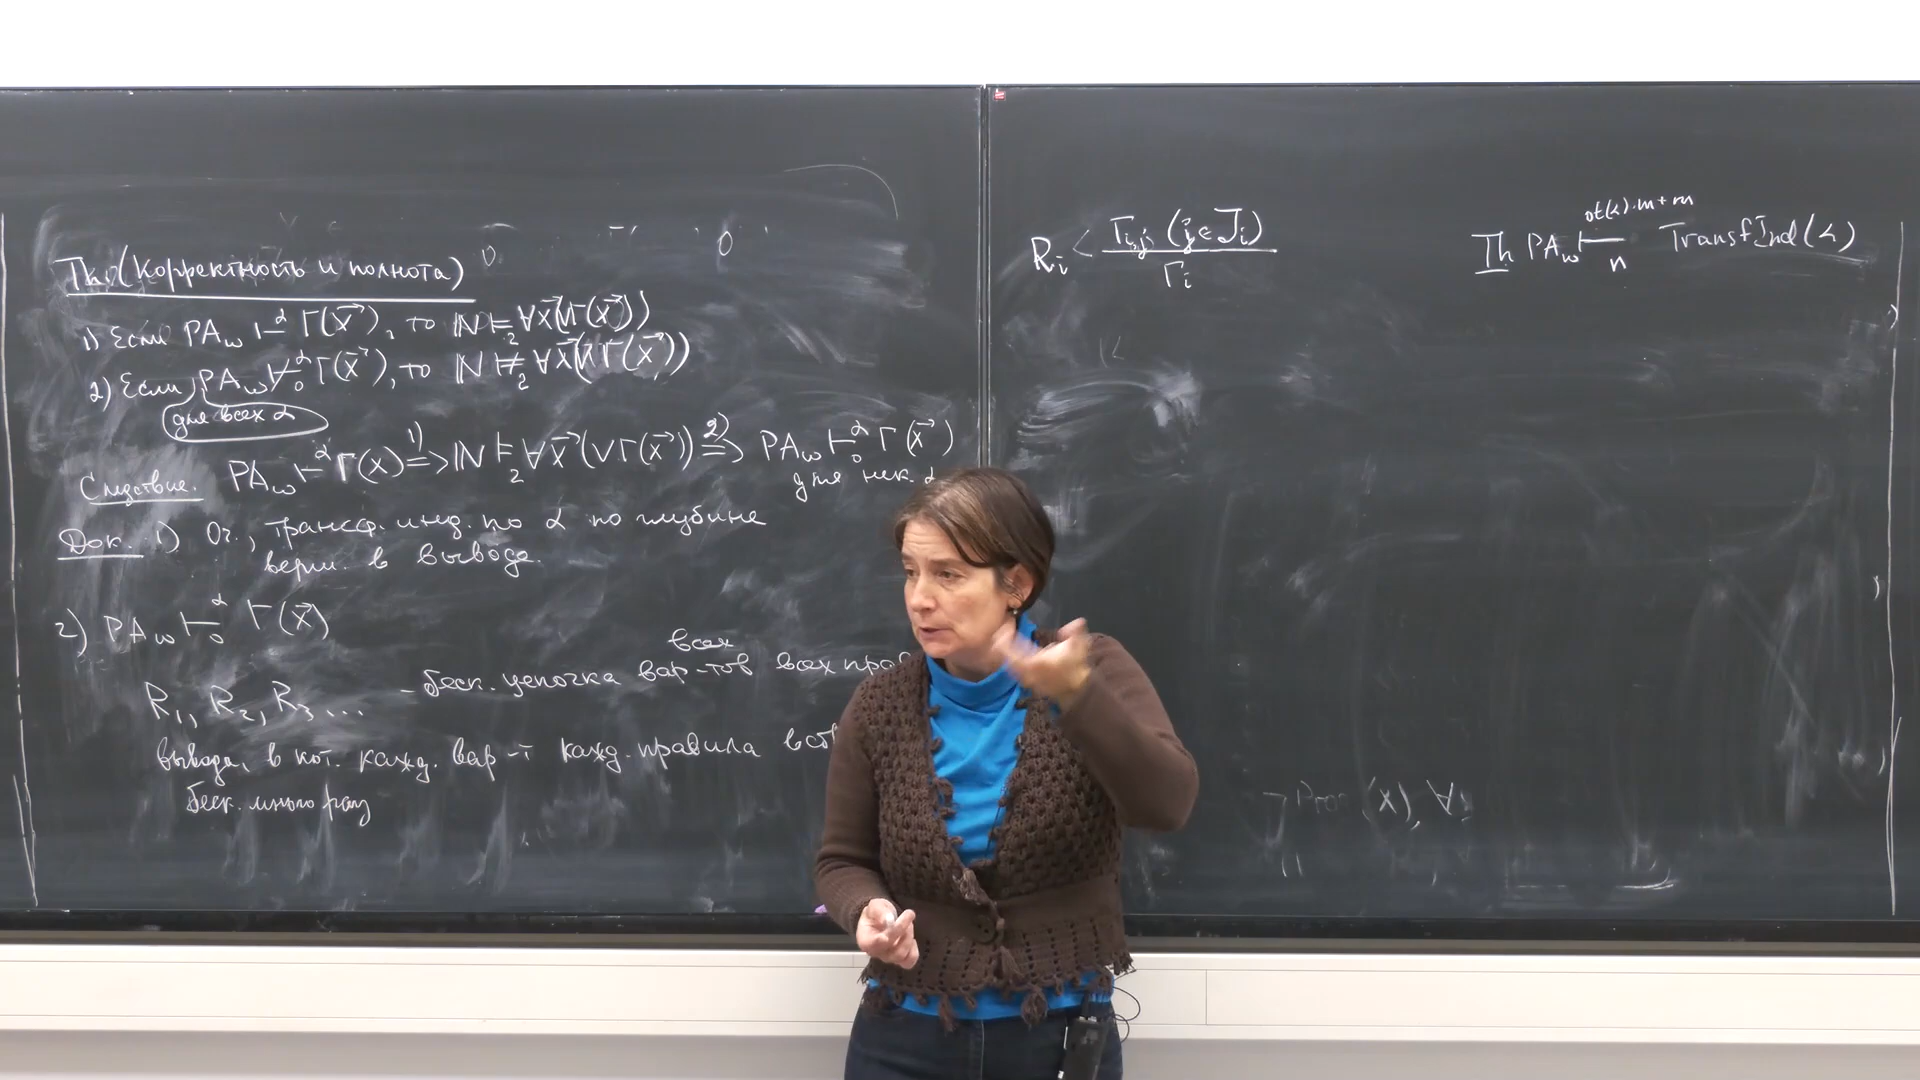 Th. (Корректность и полнота)
1) Если PA_ω ⊢^α Γ(x⃗), то ℕ ⊨_2 ∀x⃗(∨Γ(x⃗))
2) Если PA_ω ⊬^α_0 Γ(x⃗), то ℕ ⊭_2 ∀x⃗(∨Γ(x⃗))
для всех α
Следствие. PA_ω ⊢^α Γ(x) ⇒^{1)} ℕ ⊨_2 ∀x⃗(∨Γ(x⃗)) ⇒^{2)} PA_ω ⊢^α_0 Γ(x⃗)
для нек. α
Док. 1) Оч., трансф. инд. по α по глубине
верш. в выводе.
2) PA_ω ⊢^α_0 Γ(x⃗)
всех
R_1, R_2, R_3, ... - беск. цепочка вар-тов всех прав
вывода, в кот. кажд. вар-т кажд. правила вст
беск. много раз
R_i < Γ_{i,j} (j ∈ J_i) / Γ_i
Th PA_ω ⊢^{ot(<)·m+m}_n TransfInd(<)
(x), ∀